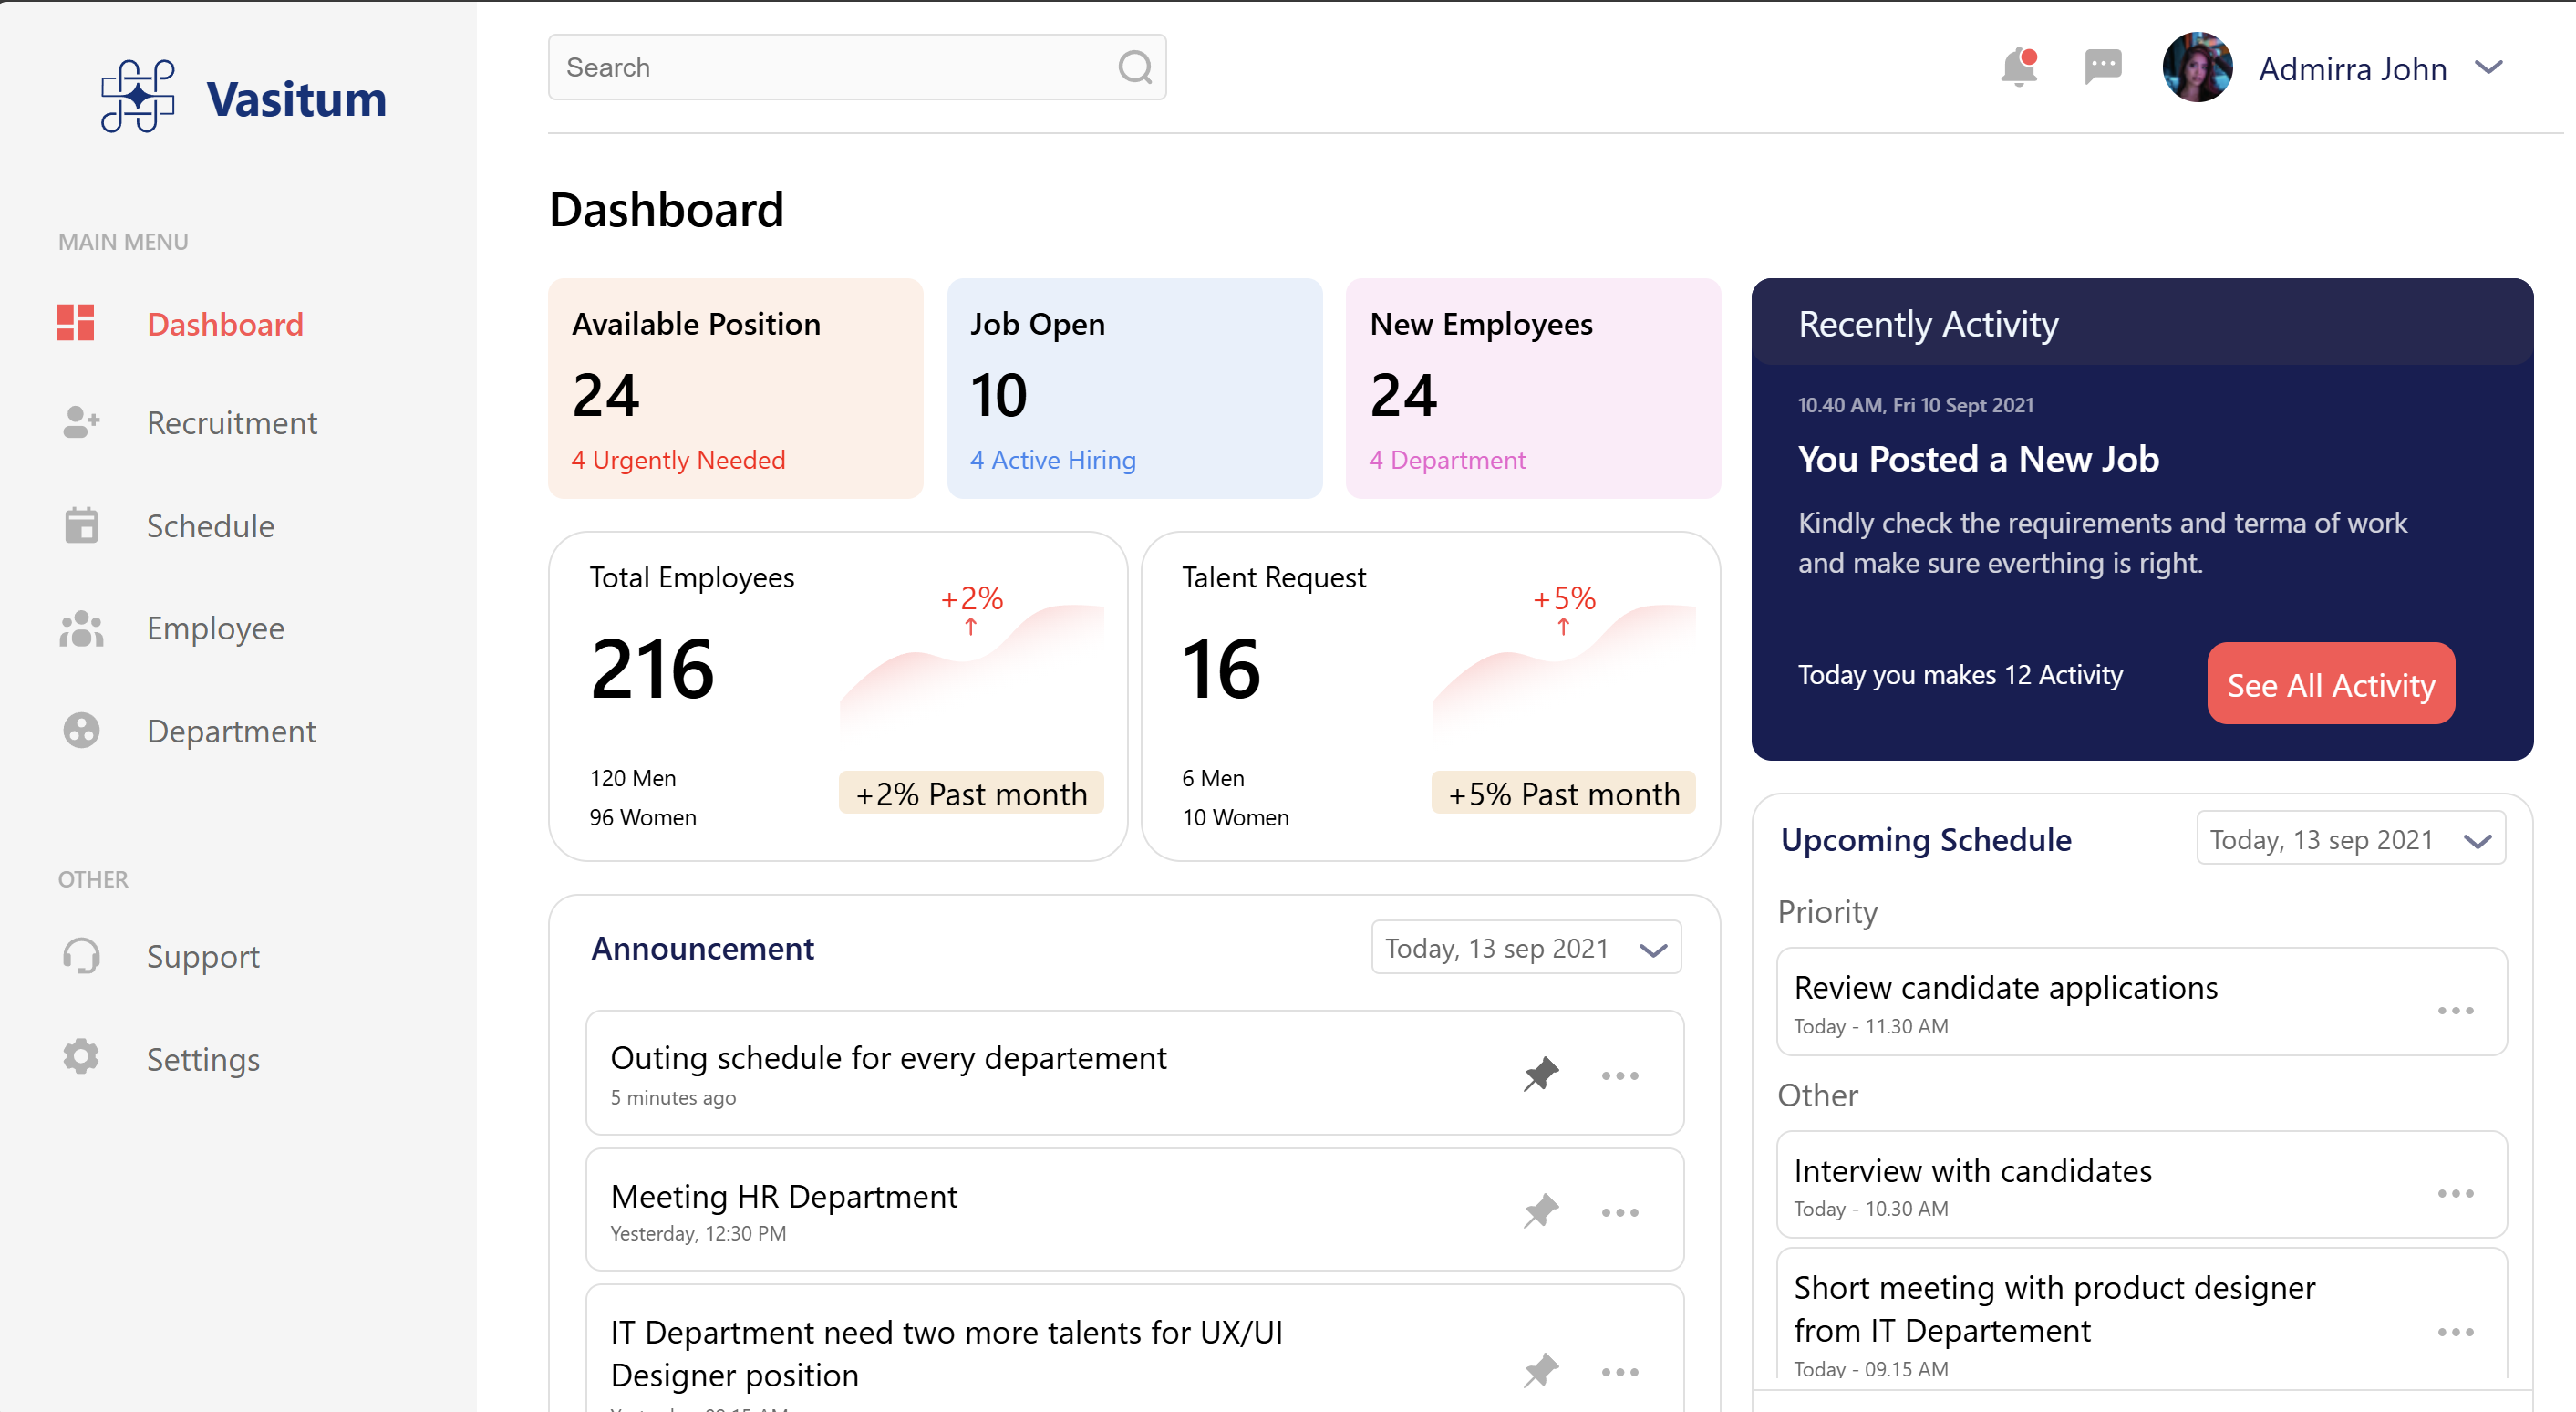 Vasitum
MAIN MENU
Dashboard
Recruitment
Schedule
Employee
Department
OTHER
Support
Settings
Search
Admirra John
Dashboard
Available Position
24
4 Urgently Needed
Job Open
10
4 Active Hiring
New Employees
24
4 Department
Total Employees
216
120 Men
96 Women
+2%
↑
+2% Past month
Talent Request
16
6 Men
10 Women
+5%
↑
+5% Past month
Announcement
Today, 13 sep 2021
Outing schedule for every departement
5 minutes ago
Meeting HR Department
Yesterday, 12:30 PM
IT Department need two more talents for UX/UI
Designer position
Recently Activity
10.40 AM, Fri 10 Sept 2021
You Posted a New Job
Kindly check the requirements and terma of work
and make sure everthing is right.
Today you makes 12 Activity
See All Activity
Upcoming Schedule
Today, 13 sep 2021
Priority
Review candidate applications
Today - 11.30 AM
Other
Interview with candidates
Today - 10.30 AM
Short meeting with product designer
from IT Departement
Today - 09.15 AM